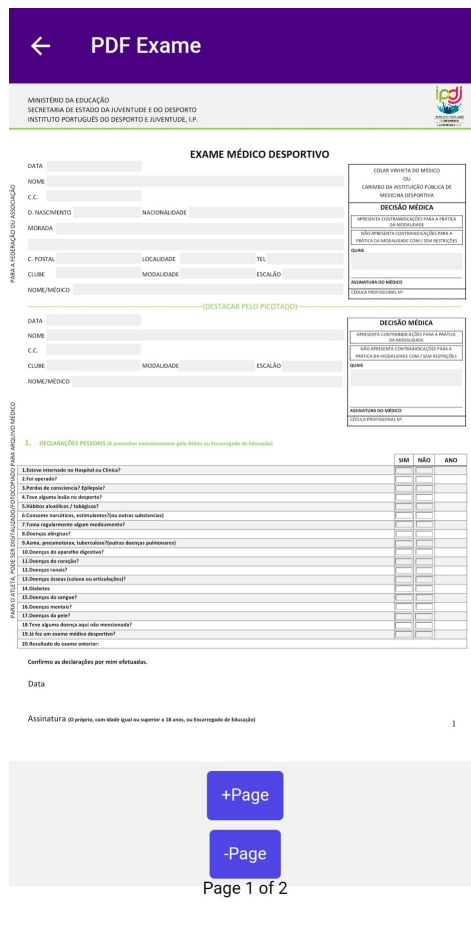 PDF Exame
MINISTÉRIO DA EDUCAÇÃO
SECRETARIA DE ESTADO DA JUVENTUDE E DO DESPORTO
INSTITUTO PORTUGUÊS DO DESPORTO E JUVENTUDE, I.P.
ipdj
EXAME MÉDICO DESPORTIVO
PARA A FEDERAÇÃO OU ASSOCIAÇÃO
DATA
NOME
C.C.
D. NASCIMENTO NACIONALIDADE
MORADA
C. POSTAL LOCALIDADE TEL
CLUBE MODALIDADE ESCALÃO
NOME/MÉDICO
COLAR VINHETA DO MÉDICO
OU
CARIMBO DA INSTITUIÇÃO PÚBLICA DE
MEDICINA DESPORTIVA
DECISÃO MÉDICA
APRESENTA CONTRAINDICAÇÕES PARA A PRÁTICA
DA MODALIDADE
NÃO APRESENTA CONTRAINDICAÇÕES PARA A
PRÁTICA DA MODALIDADE COM / SEM RESTRIÇÕES
QUAIS
ASSINATURA DO MÉDICO
CÉDULA PROFISSIONAL Nº
(DESTACAR PELO PICOTADO)
PARA O ATLETA, PODE SER DIGITALIZADO/FOTOCOPIADO PARA ARQUIVO MÉDICO
DATA
NOME
C.C.
CLUBE MODALIDADE ESCALÃO
NOME/MÉDICO
DECISÃO MÉDICA
APRESENTA CONTRAINDICAÇÕES PARA A PRÁTICA
DA MODALIDADE
NÃO APRESENTA CONTRAINDICAÇÕES PARA A
PRÁTICA DA MODALIDADE COM / SEM RESTRIÇÕES
QUAIS
ASSINATURA DO MÉDICO
CÉDULA PROFISSIONAL Nº
1. DECLARAÇÕES PESSOAIS (A preencher exclusivamente pelo Atleta ou Encarregado de Educação)
SIM NÃO ANO
1.Esteve internado no Hospital ou Clínica?
2.Foi operado?
3.Perdas de consciencia? Epilepsia?
4.Teve alguma lesão no desporto?
5.Hábitos alcoólicos / tabágicos?
6.Consome narcóticos, estimulantes?(ou outras substancias)
7.Toma regularmente algum medicamento?
8.Doenças alérgicas?
9.Asma, pneumotorax, tuberculose?(outras doenças pulmonares)
10.Doenças do aparelho digestivo?
11.Doenças do coração?
12.Doenças renais?
13.Doenças ósseas (coluna ou articulações)?
14.Diabetes
15.Doenças do sangue?
16.Doenças mentais?
17.Doenças da pele?
18.Teve alguma doença aqui não mencionada?
19.Já fez um exame médico desportivo?
20.Resultado do exame anterior:
Confirmo as declarações por mim efetuadas.
Data
Assinatura (O próprio, com idade igual ou superior a 18 anos, ou Encarregado de Educação)
1
+Page
-Page
Page 1 of 2